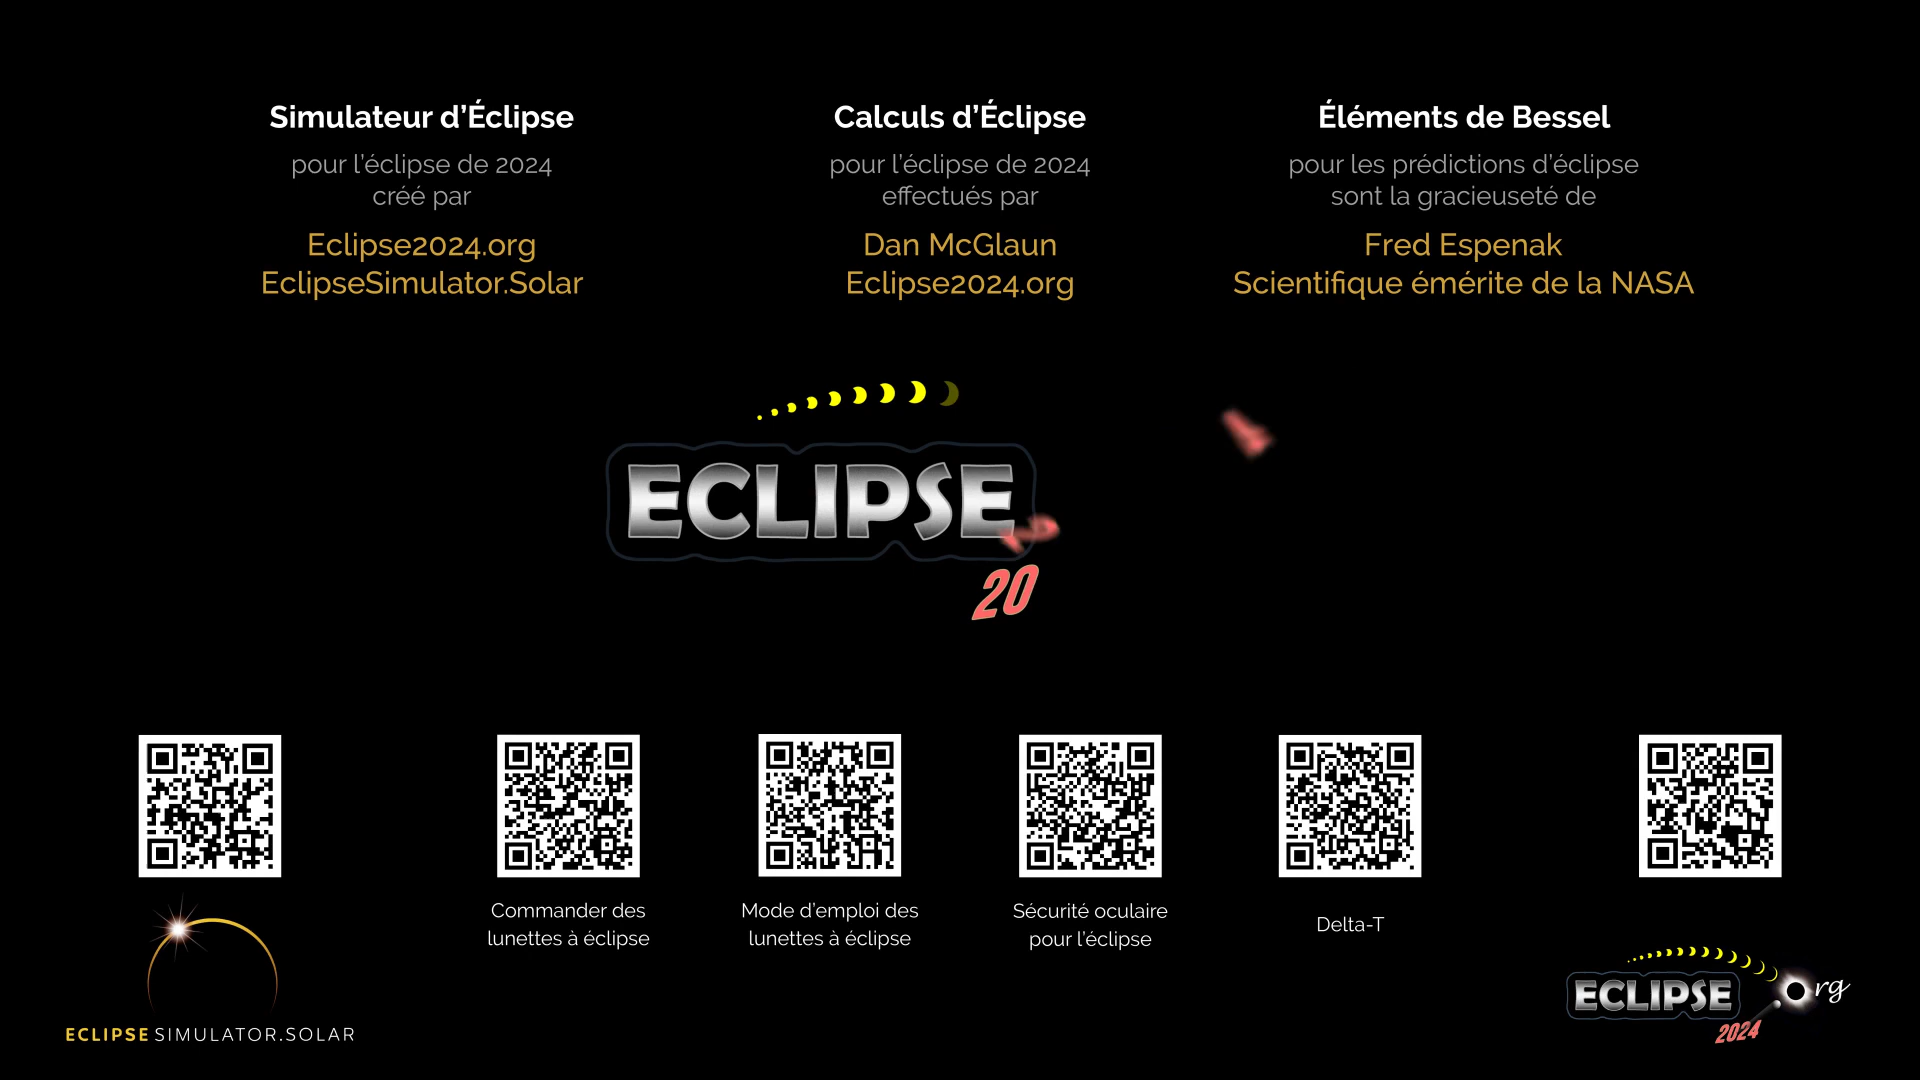 Simulateur d’Éclipse
pour l’éclipse de 2024
créé par
Eclipse2024.org
EclipseSimulator.Solar
Calculs d’Éclipse
pour l’éclipse de 2024
effectués par
Dan McGlaun
Eclipse2024.org
Éléments de Bessel
pour les prédictions d’éclipse
sont la gracieuseté de
Fred Espenak
Scientifique émérite de la NASA
ECLIPSE
20
Commander des
lunettes à éclipse
Mode d’emploi des
lunettes à éclipse
Sécurité oculaire
pour l’éclipse
Delta-T
ECLIPSESIMULATOR.SOLAR
ECLIPSE
2024
rg